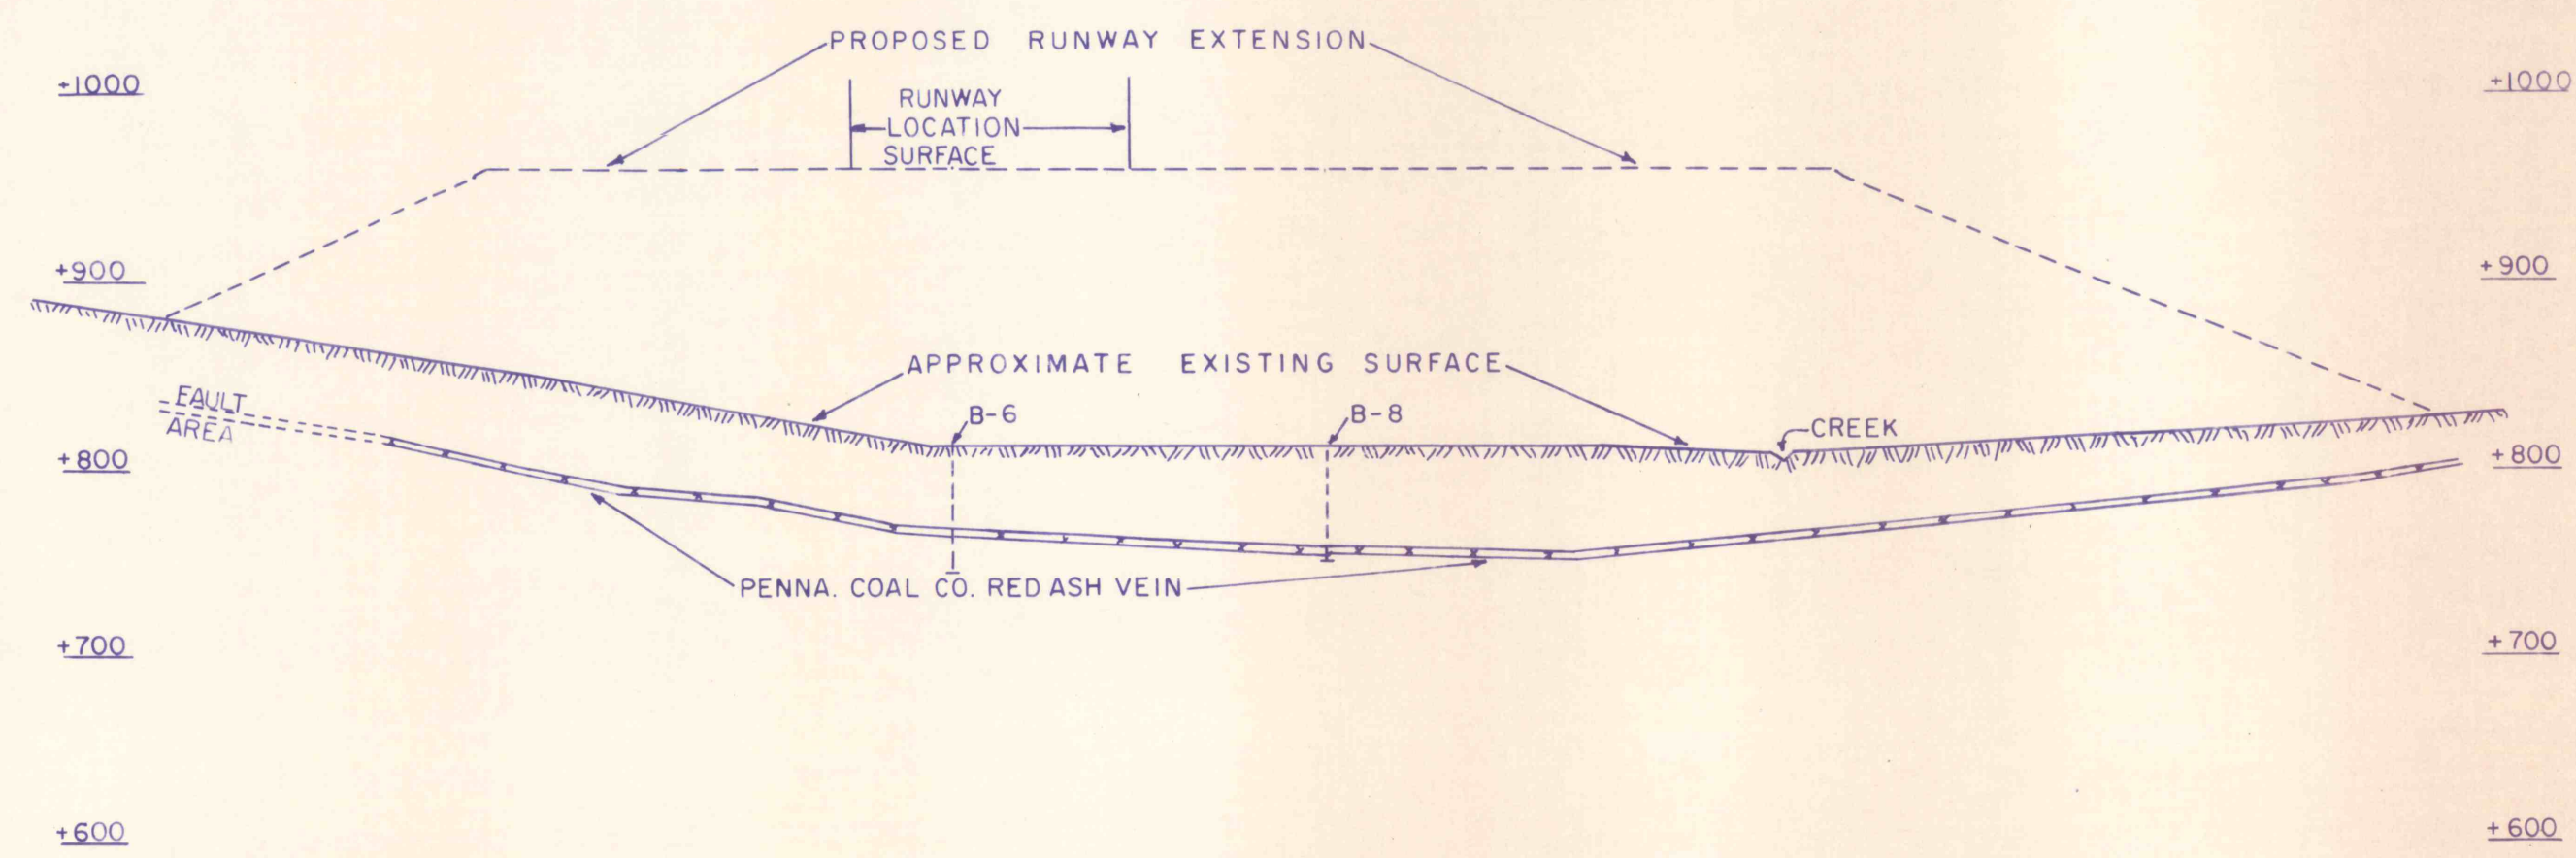 PROPOSED RUNWAY EXTENSION
+1000
+1000
RUNWAY
LOCATION
SURFACE
+900
+900
APPROXIMATE EXISTING SURFACE
FAULT
AREA
B-6
B-8
CREEK
+800
+800
PENNA. COAL CO. RED ASH VEIN
+700
+700
+600
+600